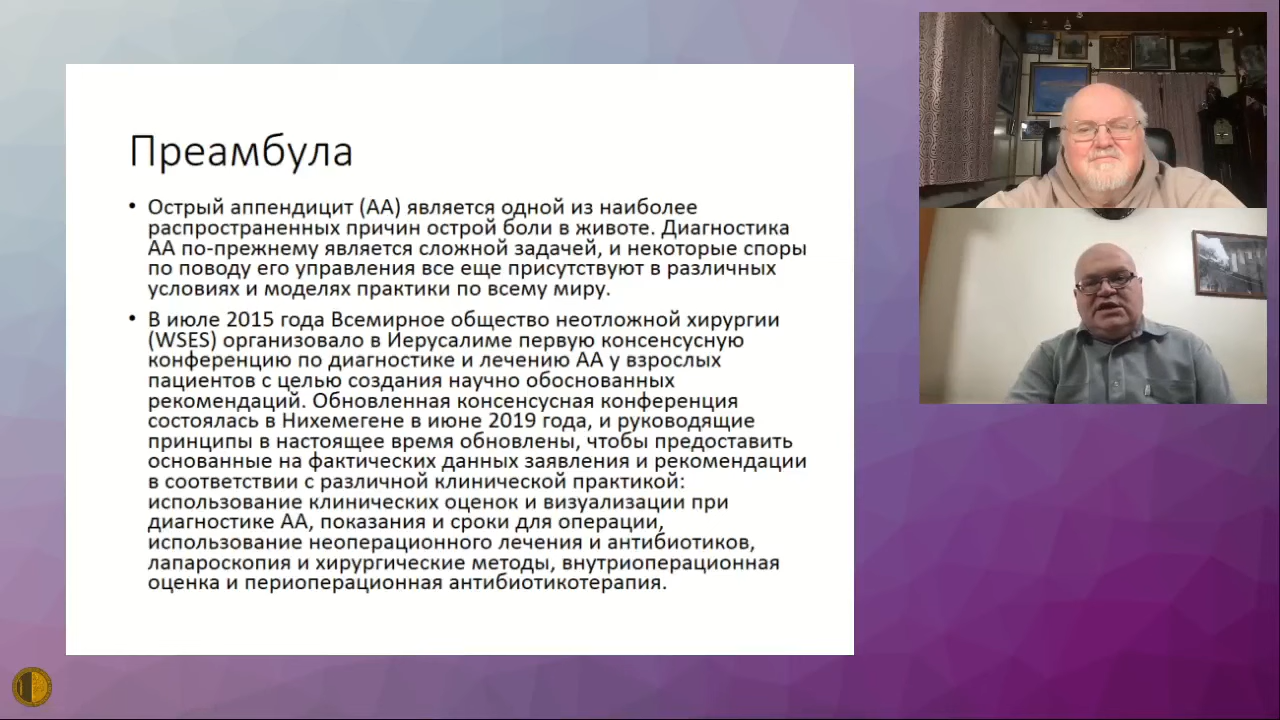 Преамбула
• Острый аппендицит (АА) является одной из наиболее
распространенных причин острой боли в животе. Диагностика
АА по-прежнему является сложной задачей, и некоторые споры
по поводу его управления все еще присутствуют в различных
условиях и моделях практики по всему миру.
• В июле 2015 года Всемирное общество неотложной хирургии
(WSES) организовало в Иерусалиме первую консенсусную
конференцию по диагностике и лечению АА у взрослых
пациентов с целью создания научно обоснованных
рекомендаций. Обновленная консенсусная конференция
состоялась в Нихемегене в июне 2019 года, и руководящие
принципы в настоящее время обновлены, чтобы предоставить
основанные на фактических данных заявления и рекомендации
в соответствии с различной клинической практикой:
использование клинических оценок и визуализации при
диагностике АА, показания и сроки для операции,
использование неоперационного лечения и антибиотиков,
лапароскопия и хирургические методы, внутриоперационная
оценка и периоперационная антибиотикотерапия.